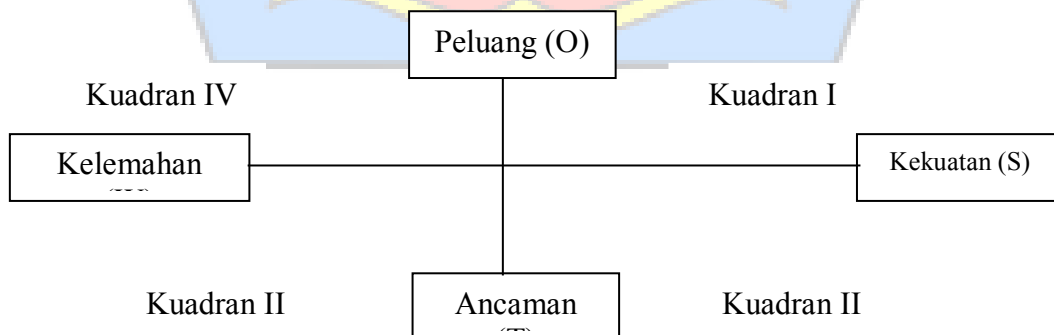 Peluang (O)
Kuadran IV
Kuadran I
Kelemahan
Kekuatan (S)
Kuadran II
Ancaman
Kuadran II